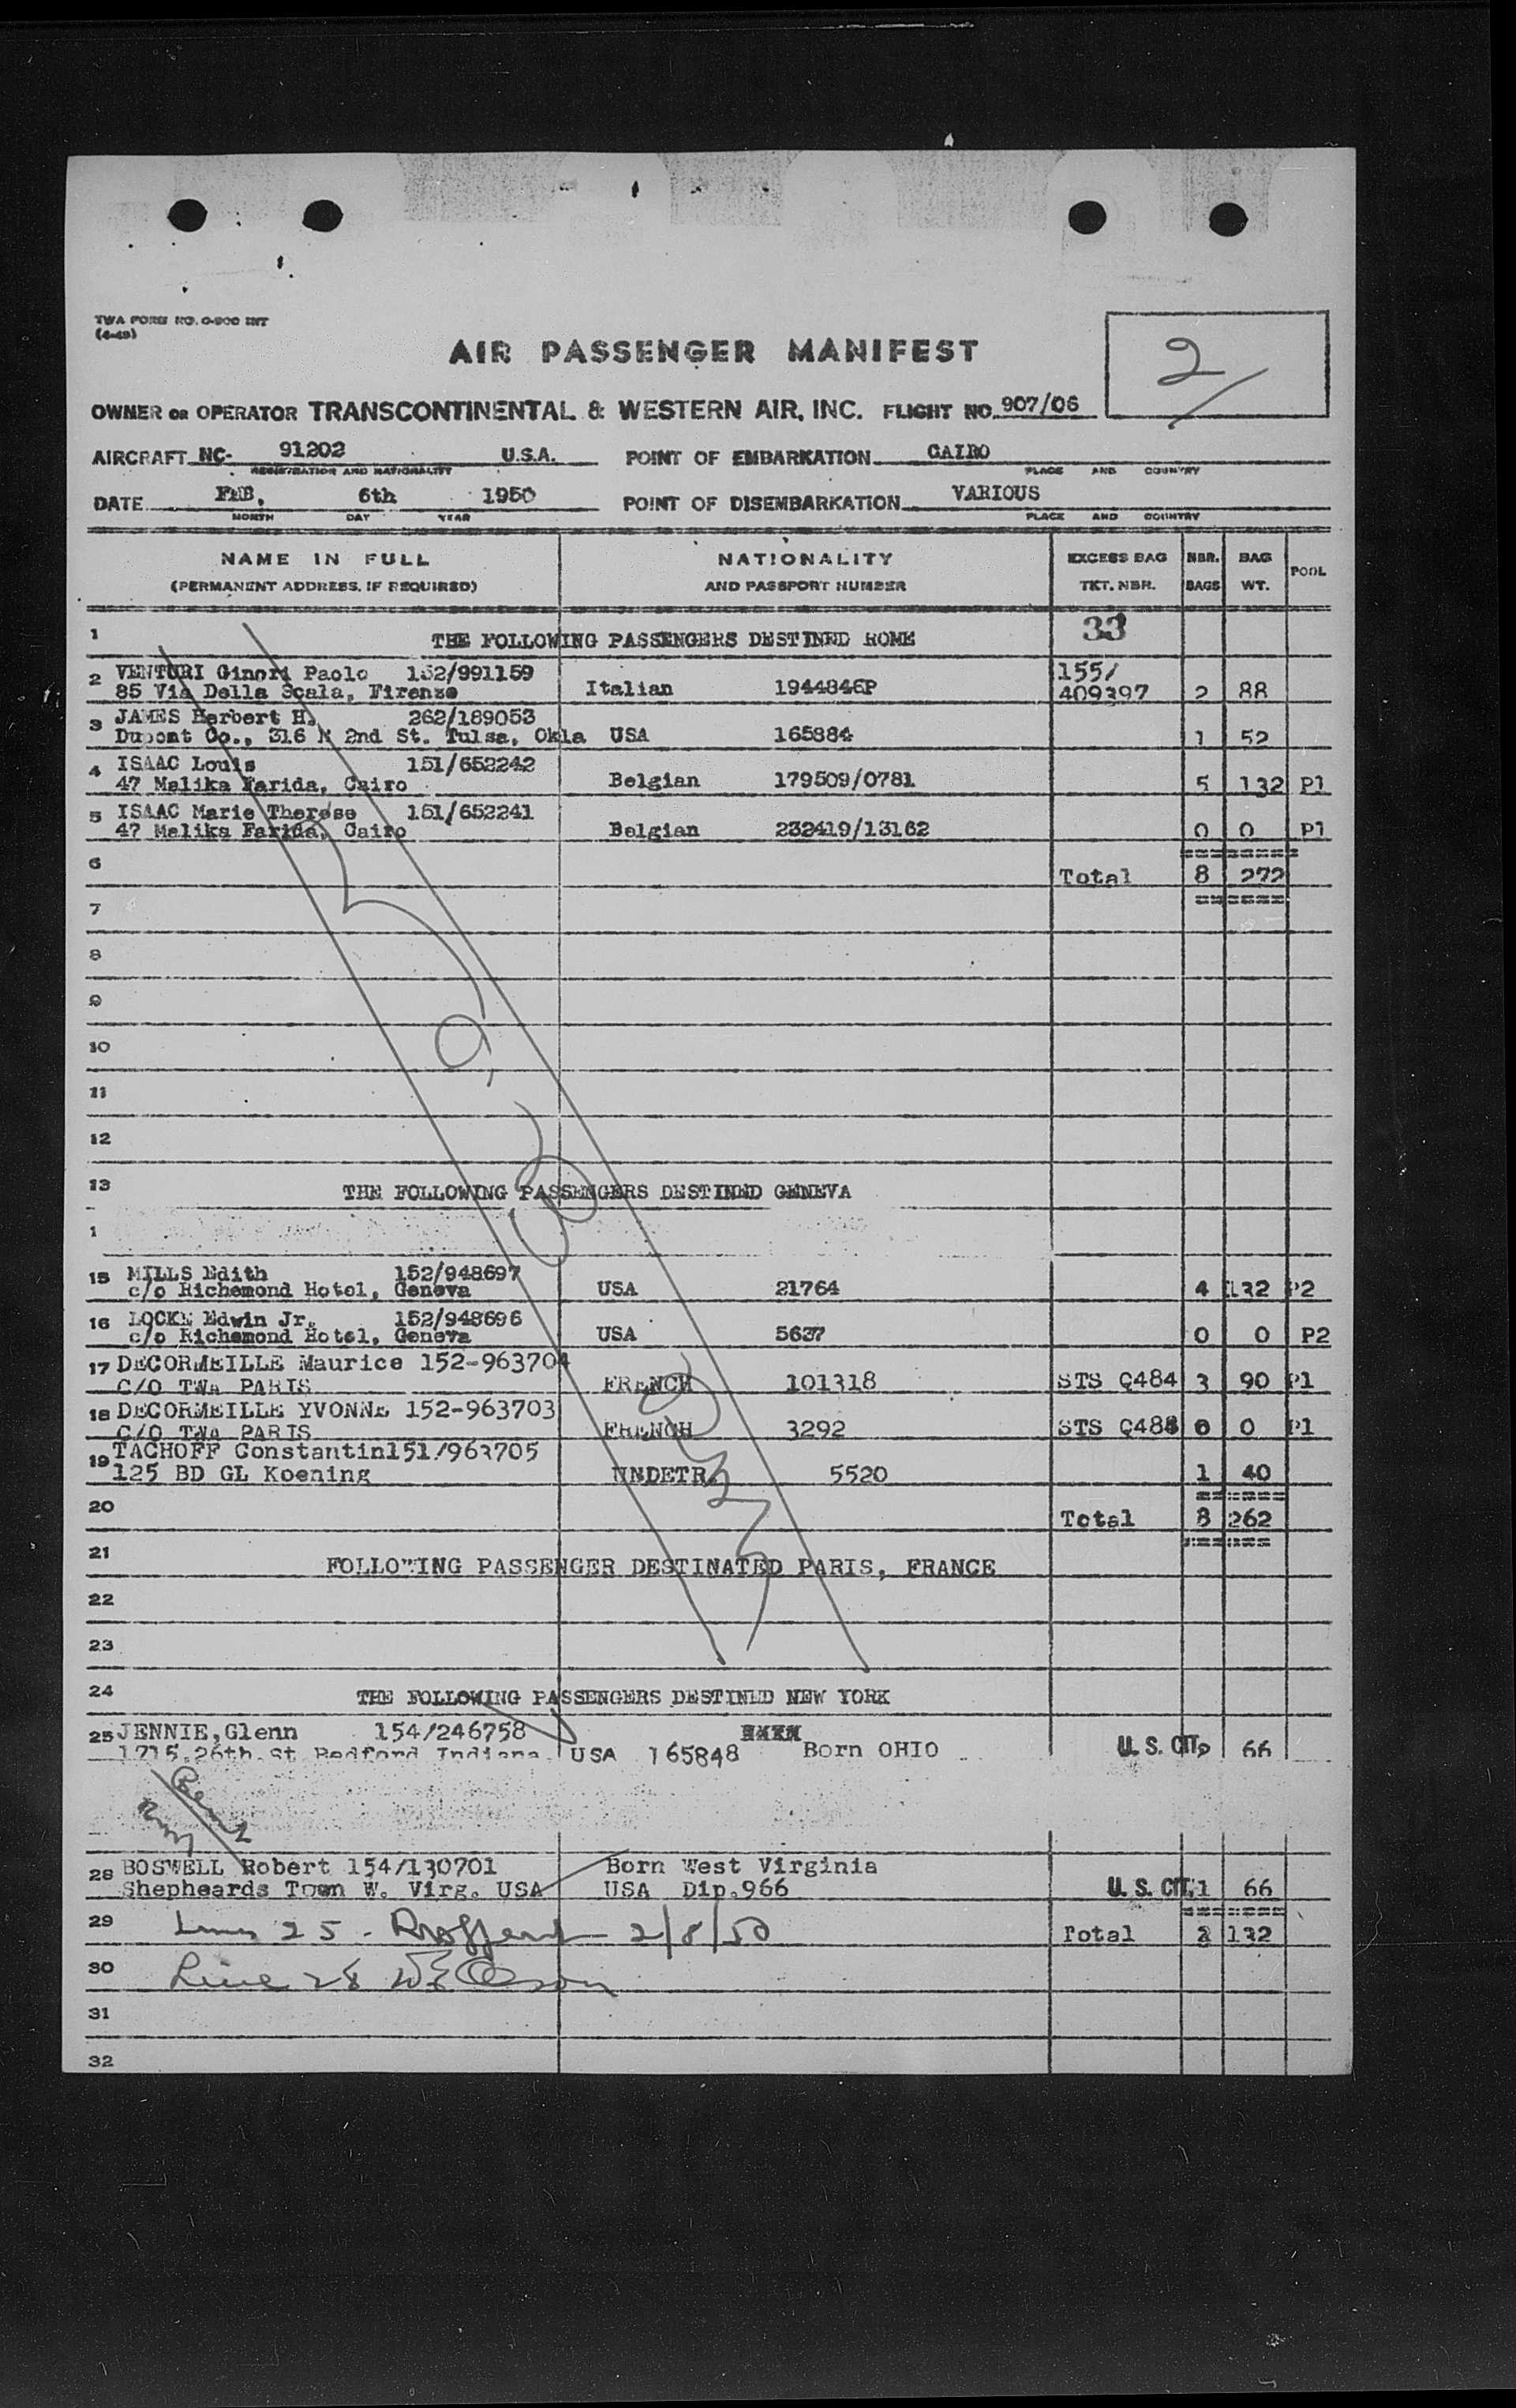 TWA FORM NO. O-900 INT
(4-49)
AIR PASSENGER MANIFEST
2
OWNER OR OPERATOR TRANSCONTINENTAL & WESTERN AIR, INC. FLIGHT NO. 907/06
AIRCRAFT NC- 91202 U.S.A. POINT OF EMBARKATION CAIRO
REGISTRATION AND NATIONALITY PLACE AND COUNTRY
DATE FEB. 6th 1950 POINT OF DISEMBARKATION VARIOUS
MONTH DAY YEAR PLACE AND COUNTRY
NAME IN FULL NATIONALITY EXCESS BAG NBR. BAG POOL
(PERMANENT ADDRESS, IF REQUIRED) AND PASSPORT NUMBER TKT. NBR. BAGS WT.
1 THE FOLLOWING PASSENGERS DESTINED ROME 33
2 VENTURI Ginori Paolo 152/991159 155/
85 Via Della Scala, Firenze Italian 1944846P 409397 2 88
3 JAMES Herbert H. 262/189053
Dupont Co., 316 N 2nd St. Tulsa, Okla USA 165884 1 52
4 ISAAC Louis 151/652242
47 Malika Farida, Cairo Belgian 179509/0781 5 132 P1
5 ISAAC Marie Therese 151/652241
47 Malika Farida, Cairo Belgian 232419/13162 0 0 P1
========
6 Total 8 272
7 ======
8
9
10
11
12
13 THE FOLLOWING PASSENGERS DESTINED GENEVA
1
15 MILLS Edith 152/948697
c/o Richemond Hotel, Geneva USA 21764 4 132 P2
16 LOCKE Edwin Jr. 152/948696
c/o Richemond Hotel, Geneva USA 5637 0 0 P2
17 DECORMEILLE Maurice 152-963704
C/O TWA PARIS FRENCH 101318 STS Q484 3 90 P1
18 DECORMEILLE YVONNE 152-963703
C/O TWA PARIS FRENCH 3292 STS Q488 0 0 P1
19 TACHOFF Constantin151/963705
125 BD GL Koening UNDETR. 5520 1 40
=======
20 Total 8 262
=======
21 FOLLOWING PASSENGER DESTINATED PARIS, FRANCE
22
23
24 THE FOLLOWING PASSENGERS DESTINED NEW YORK
25 JENNIE,Glenn 154/246758
1715.26th.st Bedford Indiana. USA 165848 Born OHIO U.S. CIT. 66
28 BOSWELL Robert 154/130701 Born West Virginia
Shepheards Town W. Virg. USA USA Dip.966 U.S. CIT. 1 66
========
29 25 - 2/8/50 Total 2 132
30 Line 28
31
32